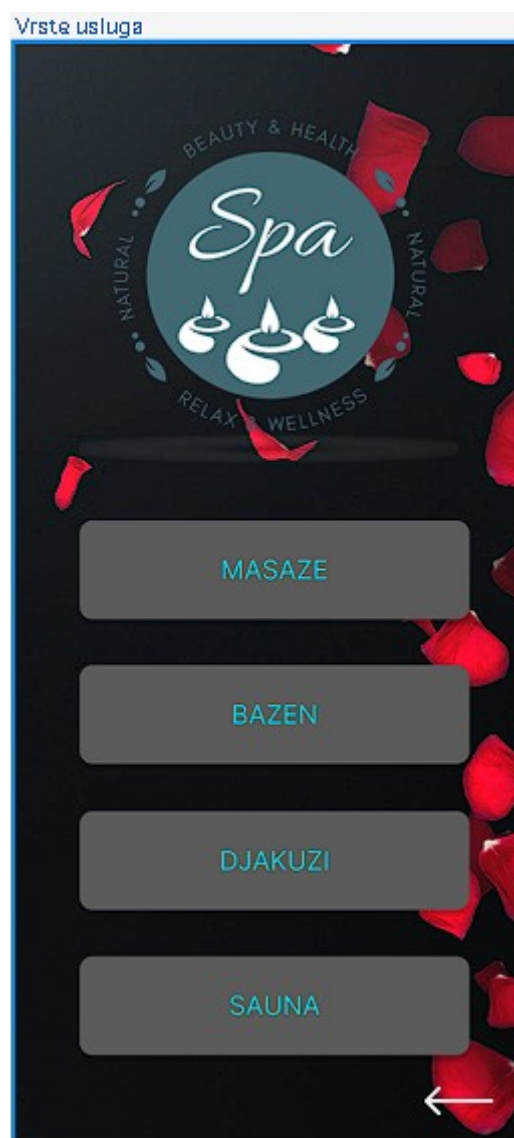 Vrste usluga
BEAUTY & HEALTH
NATURAL
Spa
NATURAL
RELAX & WELLNESS
MASAZE
BAZEN
DJAKUZI
SAUNA